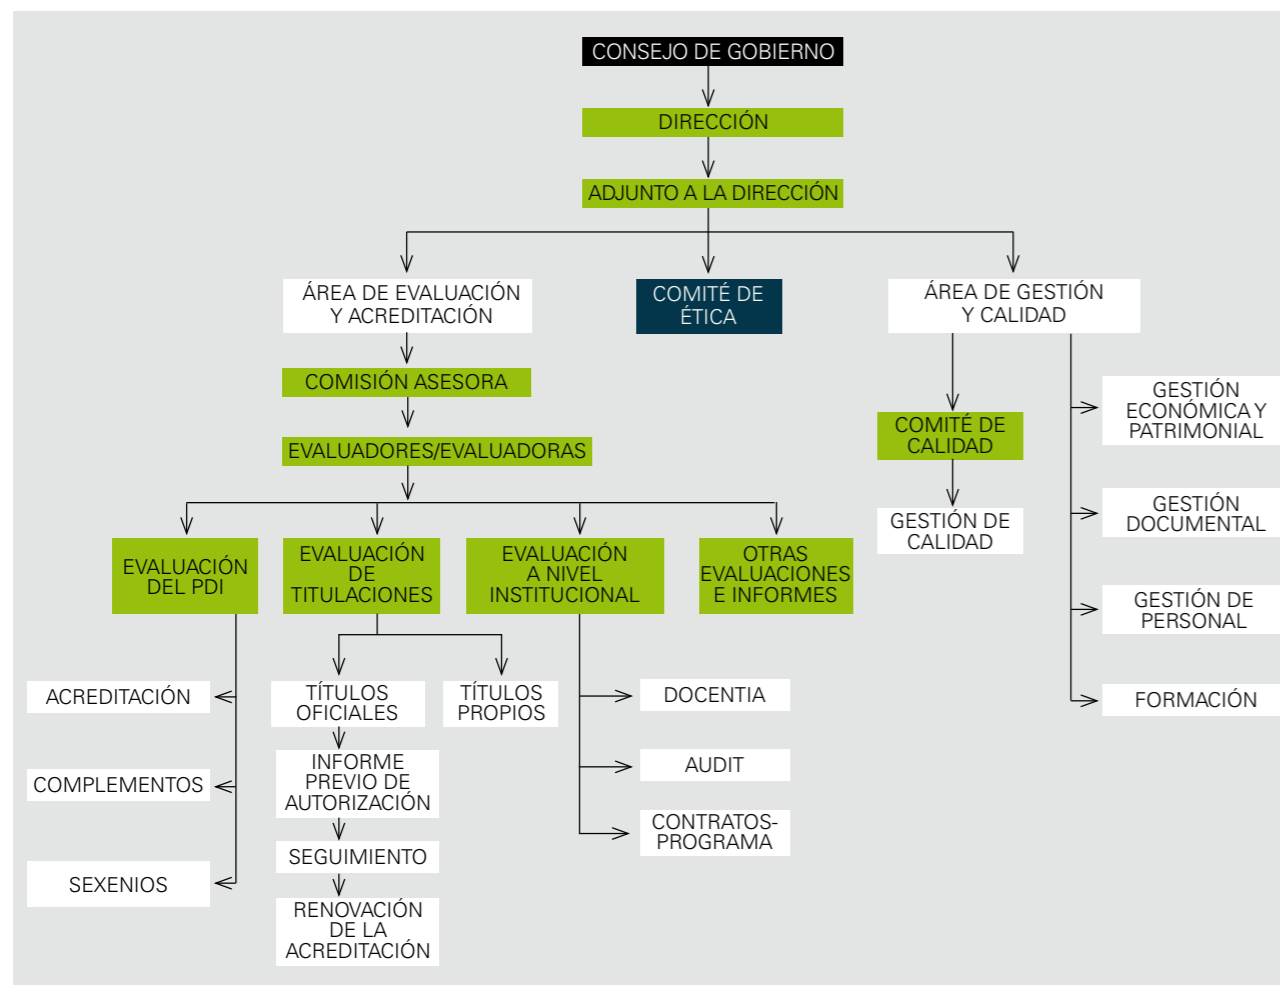 CONSEJO DE GOBIERNO
DIRECCIÓN
ADJUNTO A LA DIRECCIÓN
ÁREA DE EVALUACIÓN
Y ACREDITACIÓN
COMITÉ DE
ÉTICA
ÁREA DE GESTIÓN
Y CALIDAD
COMISIÓN ASESORA
EVALUADORES/EVALUADORAS
COMITÉ DE
CALIDAD
GESTIÓN DE
CALIDAD
GESTIÓN
ECONÓMICA Y
PATRIMONIAL
GESTIÓN
DOCUMENTAL
GESTIÓN DE
PERSONAL
FORMACIÓN
EVALUACIÓN
DEL PDI
EVALUACIÓN
DE
TITULACIONES
EVALUACIÓN
A NIVEL
INSTITUCIONAL
OTRAS
EVALUACIONES
E INFORMES
ACREDITACIÓN
COMPLEMENTOS
SEXENIOS
TÍTULOS
OFICIALES
TÍTULOS
PROPIOS
INFORME
PREVIO DE
AUTORIZACIÓN
SEGUIMIENTO
RENOVACIÓN
DE LA
ACREDITACIÓN
DOCENTIA
AUDIT
CONTRATOS-
PROGRAMA